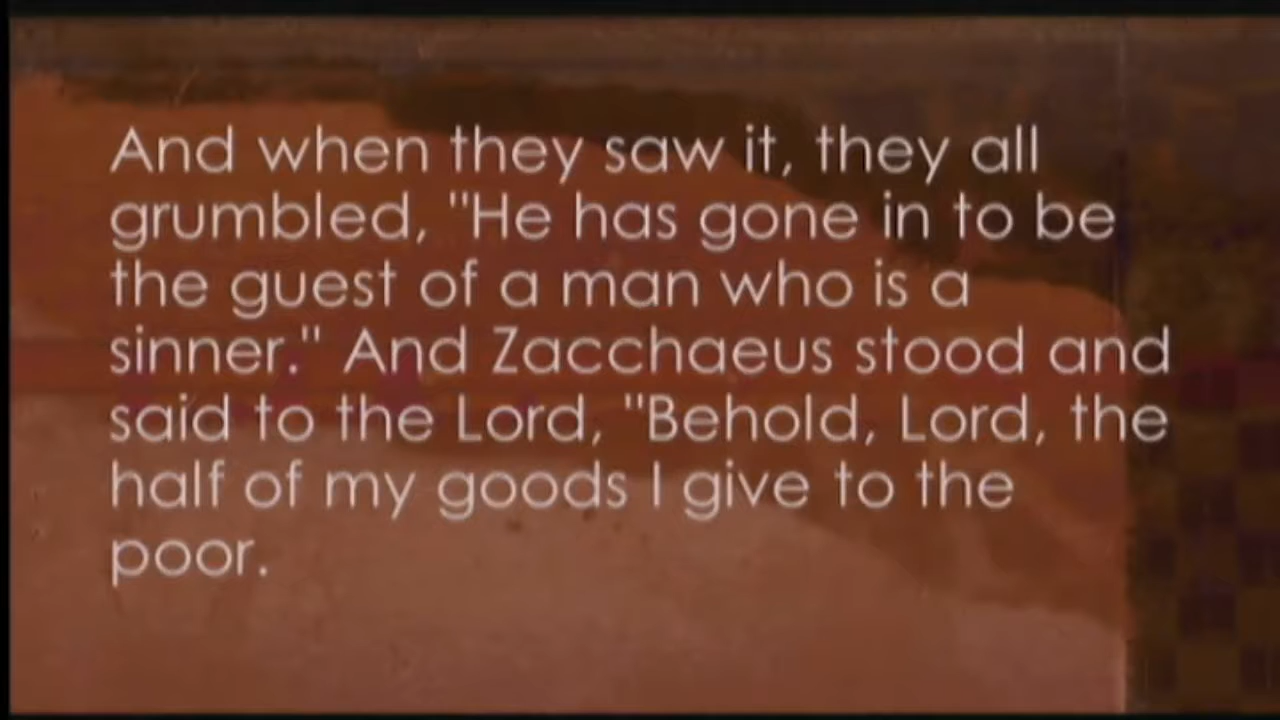 And when they saw it, they all
grumbled, "He has gone in to be
the guest of a man who is a
sinner." And Zacchaeus stood and
said to the Lord, "Behold, Lord, the
half of my goods I give to the
poor.